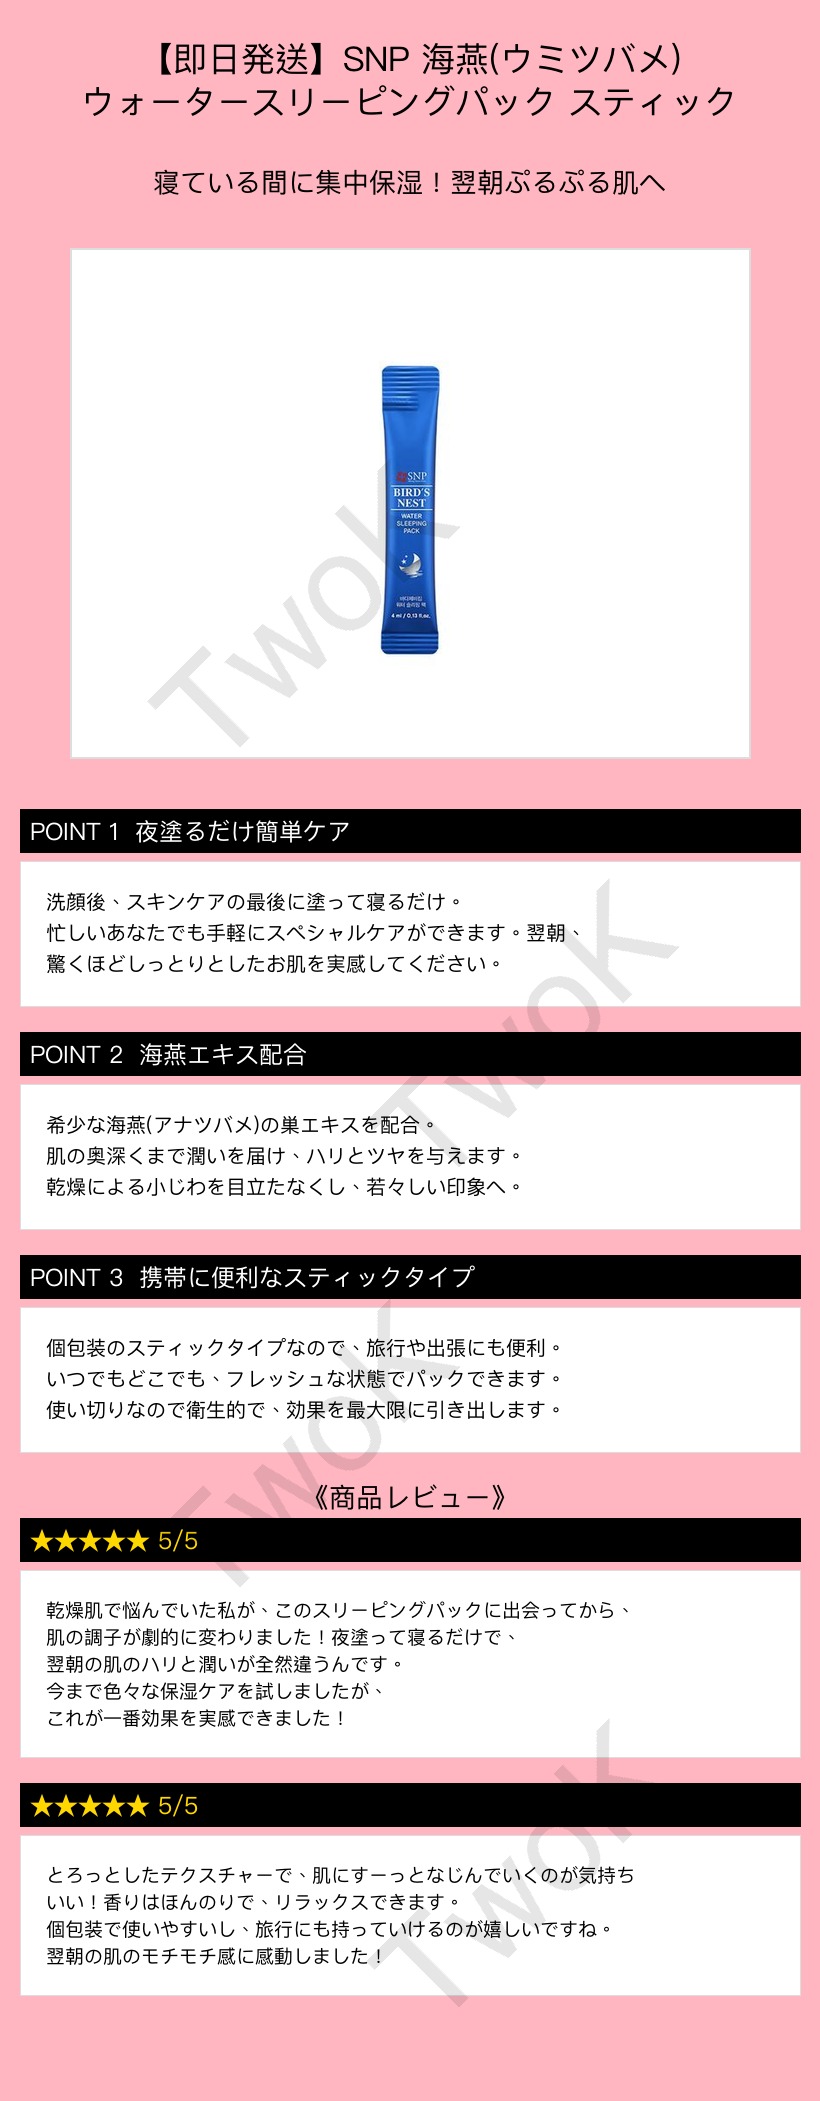 【即日発送】SNP 海燕(ウミツバメ)
ウォータースリーピングパック スティック
寝ている間に集中保湿！翌朝ぷるぷる肌へ
SNP
BIRD'S
NEST
WATER
SLEEPING
PACK
바다제비집
워터 슬리핑 팩
4 ml / 0.13 fl.oz.
TwoK
POINT 1 夜塗るだけ簡単ケア
洗顔後、スキンケアの最後に塗って寝るだけ。
忙しいあなたでも手軽にスペシャルケアができます。翌朝、
驚くほどしっとりとしたお肌を実感してください。
TwoK
POINT 2 海燕エキス配合
希少な海燕(アナツバメ)の巣エキスを配合。
肌の奥深くまで潤いを届け、ハリとツヤを与えます。
乾燥による小じわを目立たなくし、若々しい印象へ。
POINT 3 携帯に便利なスティックタイプ
個包装のスティックタイプなので、旅行や出張にも便利。
いつでもどこでも、フレッシュな状態でパックできます。
使い切りなので衛生的で、効果を最大限に引き出します。
TwoK
《商品レビュー》
★★★★★ 5/5
乾燥肌で悩んでいた私が、このスリーピングパックに出会ってから、
肌の調子が劇的に変わりました！夜塗って寝るだけで、
翌朝の肌のハリと潤いが全然違うんです。
今まで色々な保湿ケアを試しましたが、
これが一番効果を実感できました！
★★★★★ 5/5
とろっとしたテクスチャーで、肌にすーっとなじんでいくのが気持ち
いい！香りはほんのりで、リラックスできます。
個包装で使いやすいし、旅行にも持っていけるのが嬉しいですね。
翌朝の肌のモチモチ感に感動しました！
TwoK